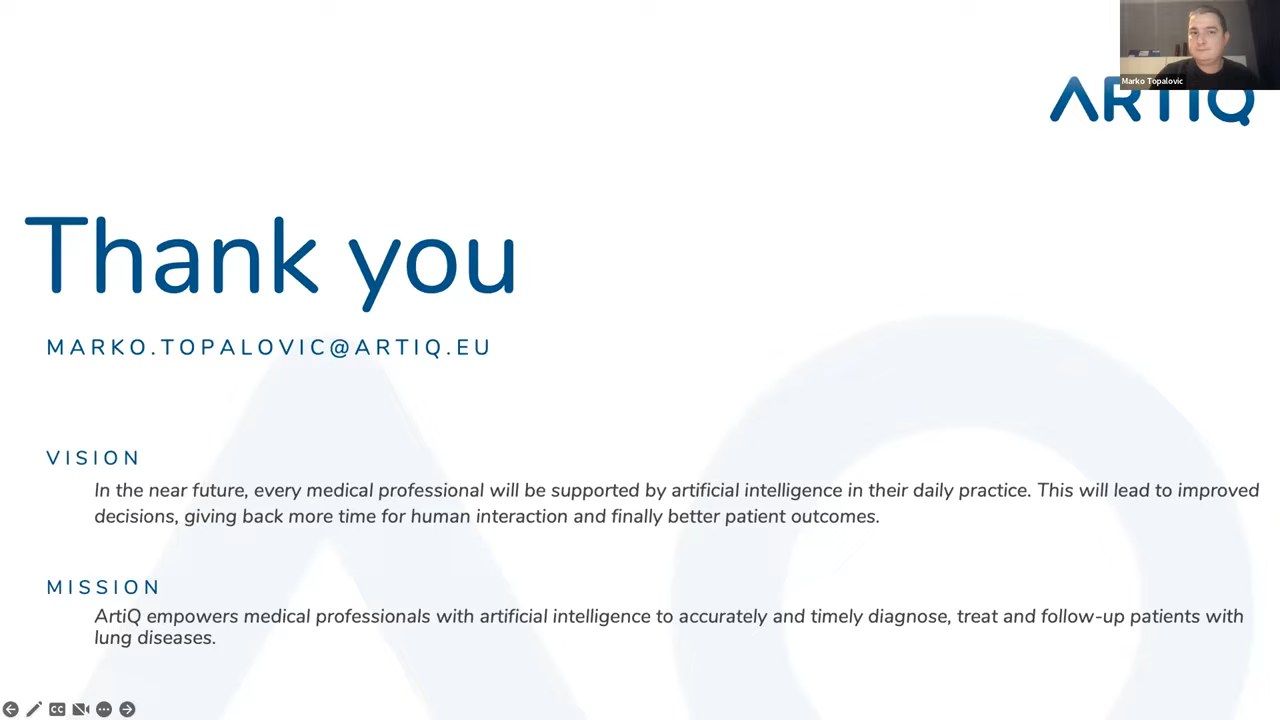 Marko Topalovic
ARTIQ
Thank you
MARKO.TOPALOVIC@ARTIQ.EU
VISION
In the near future, every medical professional will be supported by artificial intelligence in their daily practice. This will lead to improved
decisions, giving back more time for human interaction and finally better patient outcomes.
MISSION
ArtiQ empowers medical professionals with artificial intelligence to accurately and timely diagnose, treat and follow-up patients with
lung diseases.
CC